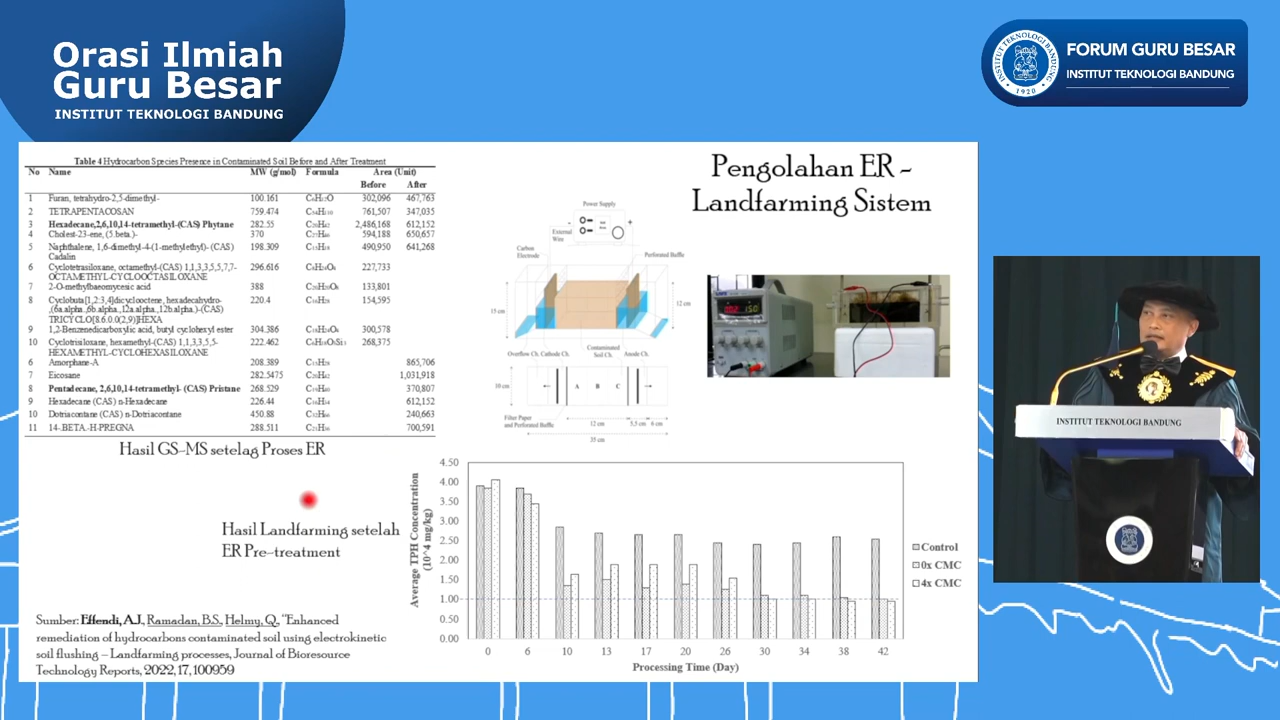 Orasi Ilmiah
Guru Besar
INSTITUT TEKNOLOGI BANDUNG
FORUM GURU BESAR
INSTITUT TEKNOLOGI BANDUNG
INSTITUT TEKNOLOGI BANDUNG
1920
Table 4 Hydrocarbon Species Presence in Contaminated Soil Before and After Treatment
No Name MW (g/mol) Formula Area (Unit)
Before After
1 Furan, tetrahydro-2,5-dimethyl- 100.161 C₆H₁₂O 302,096 467,763
2 TETRAPENTACOSAN 759.474 761,507 347,035
3 Hexadecane,2,6,10,14-tetramethyl-(CAS) Phytane 282.55 C₂₀H₄₂ 2,486,168 612,152
4 Cholest-23-ene, (5.beta.)- 370 594,188 650,657
5 Naphthalene, 1,6-dimethyl-4-(1-methylethyl)- (CAS) 198.309 490,950 641,268
Cadalin
6 Cyclotetrasiloxane, octamethyl-(CAS) 1,1,3,3,5,5,7,7- 296.616 227,733
OCTAMETHYL-CYCLOOCTASILOXANE
7 2-O-methylbaeomycesic acid 388 133,801
8 Cyclobuta[1,2:3,4]dicyclooctene, hexadecahydro- 220.4 154,595
,(6a.alpha.,6b.alpha.,12a.alpha.,12b.alpha.)-(CAS)
TRICYCLO[8.6.0.0(2,9)]HEXA
9 1,2-Benzenedicarboxylic acid, butyl cyclohexyl ester 304.386 300,578
10 Cyclotrisiloxane, hexamethyl-(CAS) 1,1,3,3,5,5- 222.462 268,375
HEXAMETHYL-CYCLOHEXASILOXANE
6 Amorphane-A 208.389 865,706
7 Eicosane 282.5475 C₂₀H₄₂ 1,031,918
8 Pentadecane, 2,6,10,14-tetramethyl- (CAS) Pristane 268.529 370,807
9 Hexadecane (CAS) n-Hexadecane 226.44 612,152
10 Dotriacontane (CAS) n-Dotriacontane 450.88 240,663
11 14-.BETA.-H-PREGNA 288.511 700,591
Hasil GS-MS setelag Proses ER
Hasil Landfarming setelah
ER Pre-treatment
Sumber: Effendi, A.J., Ramadan, B.S., Helmy, Q., "Enhanced
remediation of hydrocarbons contaminated soil using electrokinetic
soil flushing – Landfarming processes, Journal of Bioresource
Technology Reports, 2022, 17, 100959
Pengolahan ER -
Landfarming Sistem
Power Supply
- +
External
Wire
Carbon
Electrode
Perforated Baffle
15 cm
12 cm
Overflow Ch. Cathode Ch. Contaminated
Soil Ch. Anode Ch.
10 cm
A B C
Filter Paper
and Perforated Baffle
12 cm 5,5 cm 6 cm
35 cm
Average TPH Concentration
(10^4 mg/kg)
4.50
4.00
3.50
3.00
2.50
2.00
1.50
1.00
0.50
0.00
0 6 10 13 17 20 26 30 34 38 42
Processing Time (Day)
Control
0x CMC
4x CMC
INSTITUT TEKNOLOGI BANDUNG